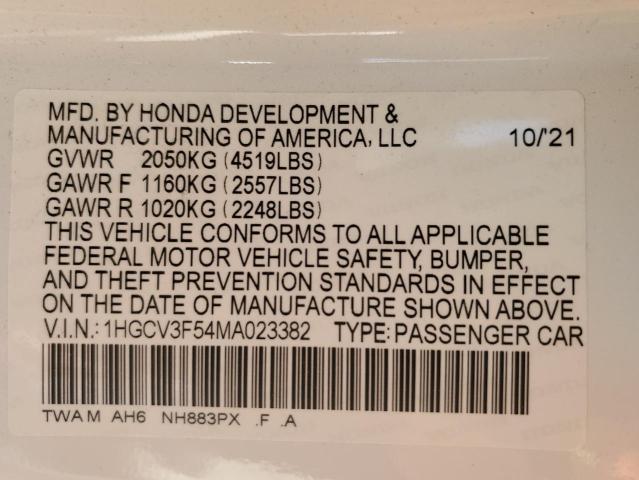 MFD. BY HONDA DEVELOPMENT &
MANUFACTURING OF AMERICA, LLC 10/'21
GVWR 2050KG (4519LBS)
GAWR F 1160KG (2557LBS)
GAWR R 1020KG (2248LBS)
THIS VEHICLE CONFORMS TO ALL APPLICABLE
FEDERAL MOTOR VEHICLE SAFETY, BUMPER,
AND THEFT PREVENTION STANDARDS IN EFFECT
ON THE DATE OF MANUFACTURE SHOWN ABOVE.
V.I.N.: 1HGCV3F54MA023382 TYPE: PASSENGER CAR
TWA M AH6 NH883PX .F .A